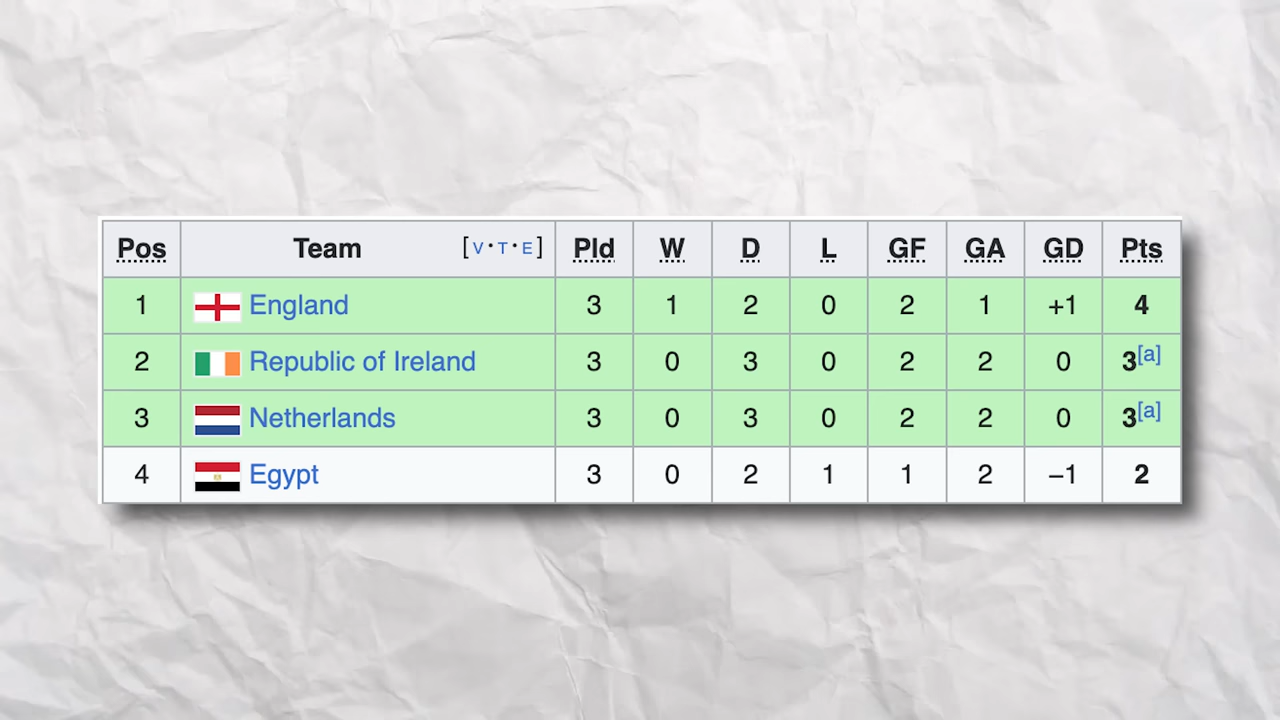 Pos Team [V·T·E] Pld W D L GF GA GD Pts
1 England 3 1 2 0 2 1 +1 4
2 Republic of Ireland 3 0 3 0 2 2 0 3[a]
3 Netherlands 3 0 3 0 2 2 0 3[a]
4 Egypt 3 0 2 1 1 2 −1 2